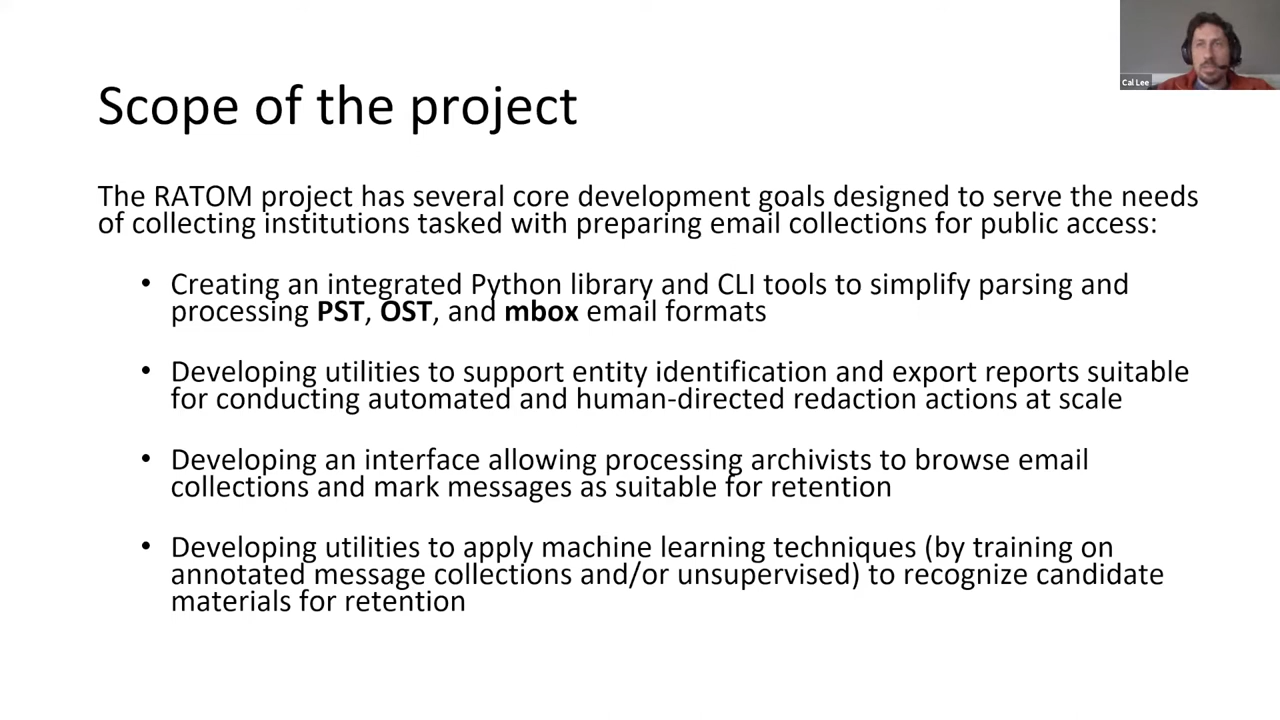 Cal Lee
Scope of the project
The RATOM project has several core development goals designed to serve the needs
of collecting institutions tasked with preparing email collections for public access:
• Creating an integrated Python library and CLI tools to simplify parsing and
processing PST, OST, and mbox email formats
• Developing utilities to support entity identification and export reports suitable
for conducting automated and human-directed redaction actions at scale
• Developing an interface allowing processing archivists to browse email
collections and mark messages as suitable for retention
• Developing utilities to apply machine learning techniques (by training on
annotated message collections and/or unsupervised) to recognize candidate
materials for retention